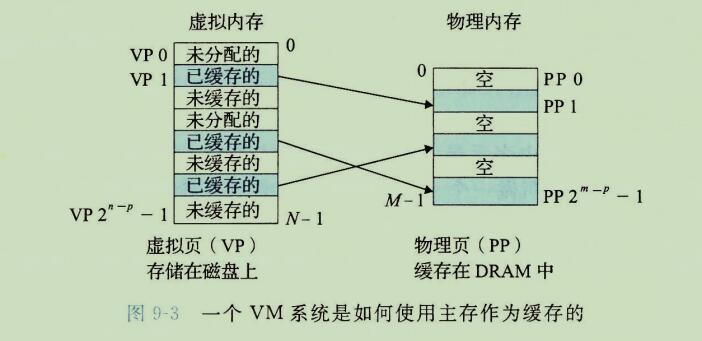 虚拟内存
物理内存
0
VP 0 未分配的
VP 1 已缓存的
未缓存的
未分配的
已缓存的
未缓存的
已缓存的
VP 2ⁿ⁻ᵖ − 1 未缓存的
N−1
0
空 PP 0
PP 1
空
空
M−1
PP 2ᵐ⁻ᵖ − 1
虚拟页（VP）
存储在磁盘上
物理页（PP）
缓存在 DRAM 中
图 9-3 一个 VM 系统是如何使用主存作为缓存的